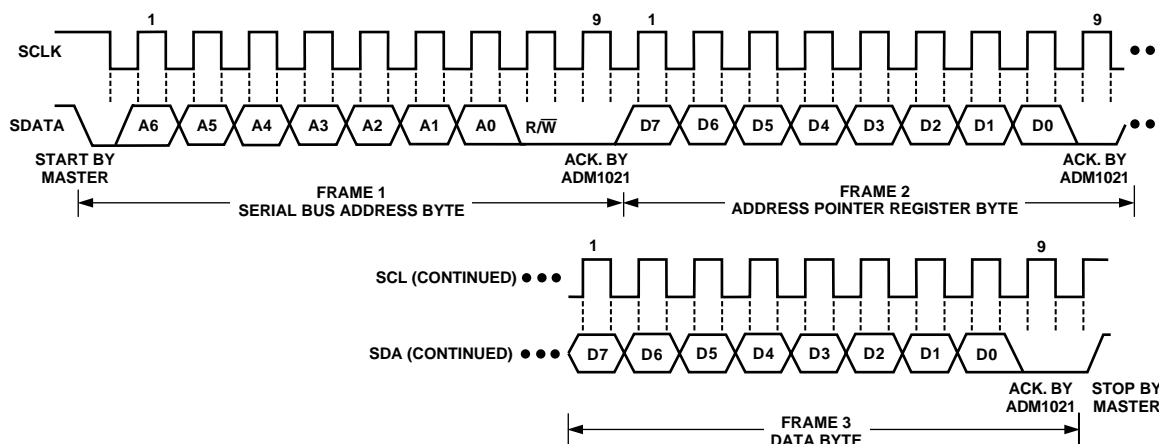 1 9 1 9
SCLK
SDATA A6 A5 A4 A3 A2 A1 A0 R/W̅ D7 D6 D5 D4 D3 D2 D1 D0
START BY MASTER
ACK. BY ADM1021
ACK. BY ADM1021
FRAME 1
SERIAL BUS ADDRESS BYTE
FRAME 2
ADDRESS POINTER REGISTER BYTE
1 9
SCL (CONTINUED)
SDA (CONTINUED) D7 D6 D5 D4 D3 D2 D1 D0
ACK. BY ADM1021
STOP BY MASTER
FRAME 3
DATA BYTE